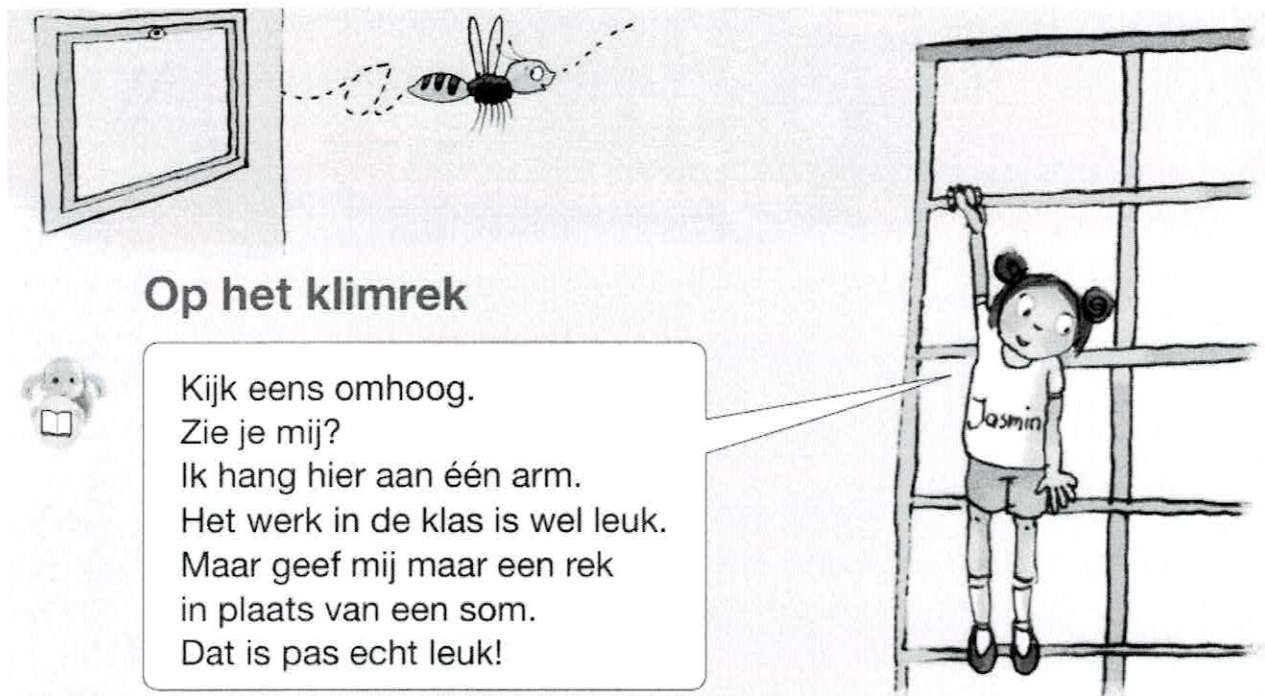 Op het klimrek
Kijk eens omhoog.
Zie je mij?
Ik hang hier aan één arm.
Het werk in de klas is wel leuk.
Maar geef mij maar een rek
in plaats van een som.
Dat is pas echt leuk!
Jasmin